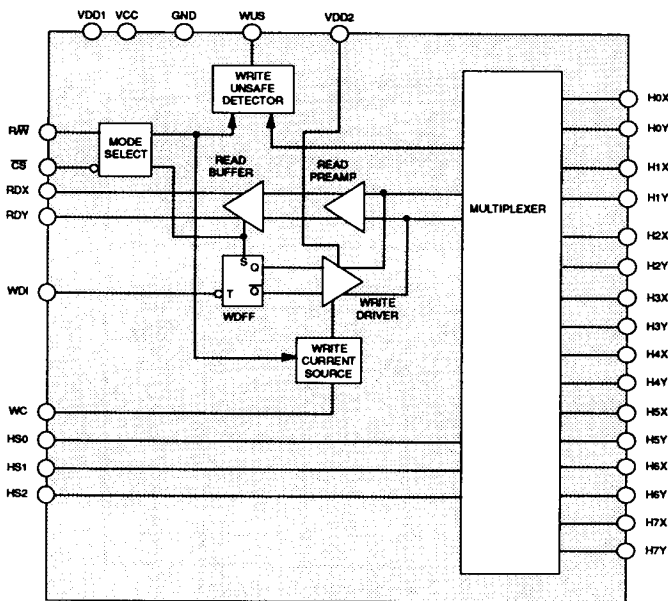 VDD1 VCC GND WUS VDD2
WRITE
UNSAFE
DETECTOR
R/W̅
C̅S̅
RDX
RDY
WDI
WC
HS0
HS1
HS2
MODE
SELECT
READ
BUFFER
READ
PREAMP
S
Q
Q̅
T
WDFF
WRITE
DRIVER
WRITE
CURRENT
SOURCE
MULTIPLEXER
H0X
H0Y
H1X
H1Y
H2X
H2Y
H3X
H3Y
H4X
H4Y
H5X
H5Y
H6X
H6Y
H7X
H7Y